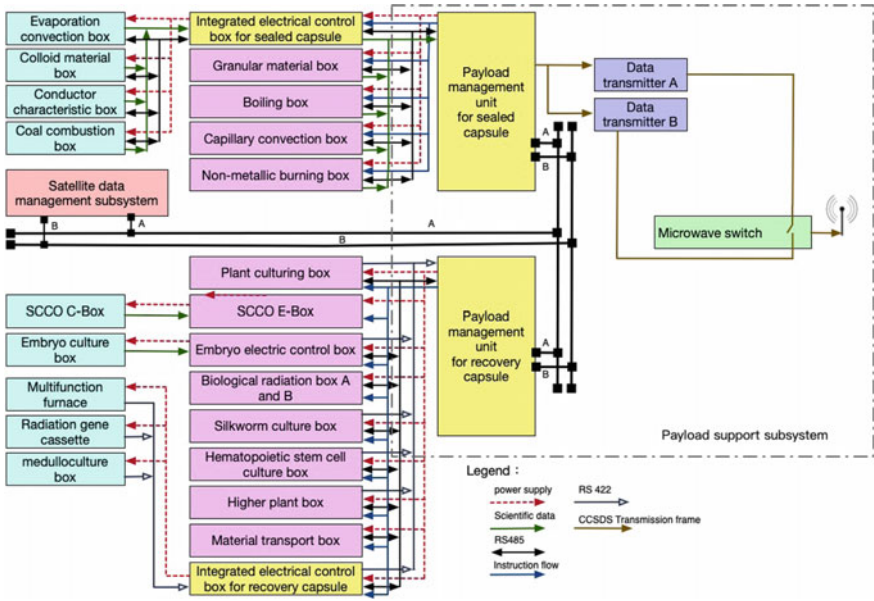 Evaporation
convection box
Colloid material
box
Conductor
characteristic box
Coal combustion
box
Integrated electrical control
box for sealed capsule
Granular material box
Boiling box
Capillary convection box
Non-metallic burning box
Payload
management
unit
for sealed
capsule
Data
transmitter A
Data
transmitter B
A
B
Satellite data
management subsystem
B
A
A
B
Microwave switch
Plant culturing box
SCCO C-Box
SCCO E-Box
Embryo culture
box
Embryo electric control box
Multifunction
furnace
Biological radiation box A
and B
Radiation gene
cassette
Silkworm culture box
medulloculture
box
Hematopoietic stem cell
culture box
Higher plant box
Material transport box
Integrated electrical control
box for recovery capsule
Payload
management
unit
for recovery
capsule
A
B
Payload support subsystem
Legend：
power supply
RS 422
Scientific data
CCSDS Transmission frame
RS485
Instruction flow